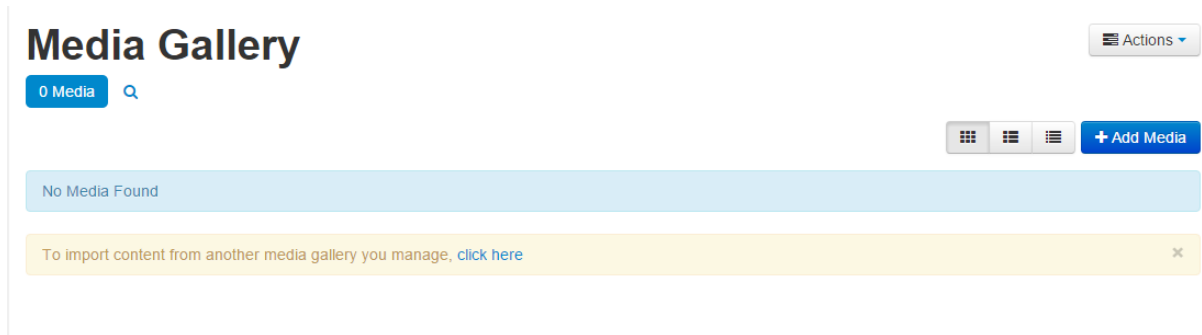 Media Gallery
Actions
0 Media
+ Add Media
No Media Found
To import content from another media gallery you manage, click here ×